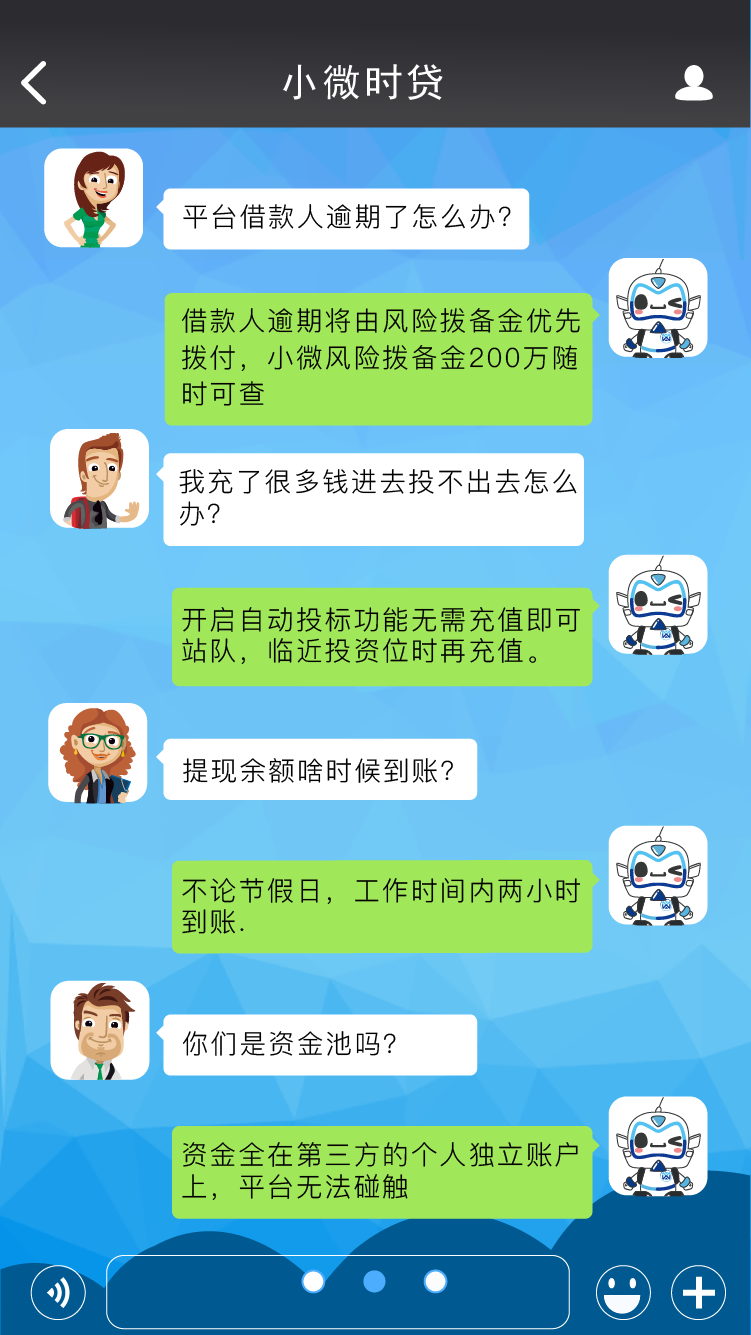 小微时贷
平台借款人逾期了怎么办?
借款人逾期将由风险拨备金优先
拨付，小微风险拨备金200万随
时可查
我充了很多钱进去投不出去怎么
办?
开启自动投标功能无需充值即可
站队，临近投资位时再充值。
提现余额啥时候到账?
不论节假日，工作时间内两小时
到账.
你们是资金池吗?
资金全在第三方的个人独立账户
上，平台无法碰触